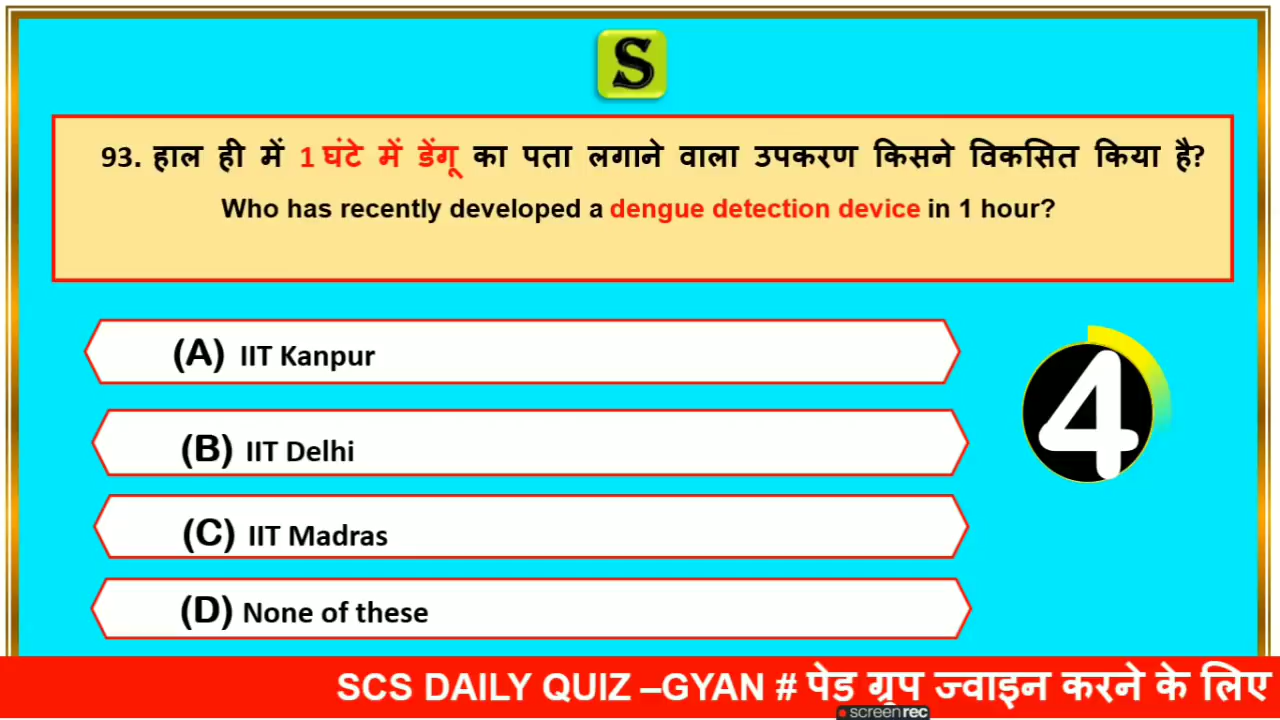 S
93. हाल ही में 1 घंटे में डेंगू का पता लगाने वाला उपकरण किसने विकसित किया है?
Who has recently developed a dengue detection device in 1 hour?
(A) IIT Kanpur
4
(B) IIT Delhi
(C) IIT Madras
(D) None of these
SCS DAILY QUIZ –GYAN # पेड ग्रूप ज्वाइन करने के लिए
screenrec